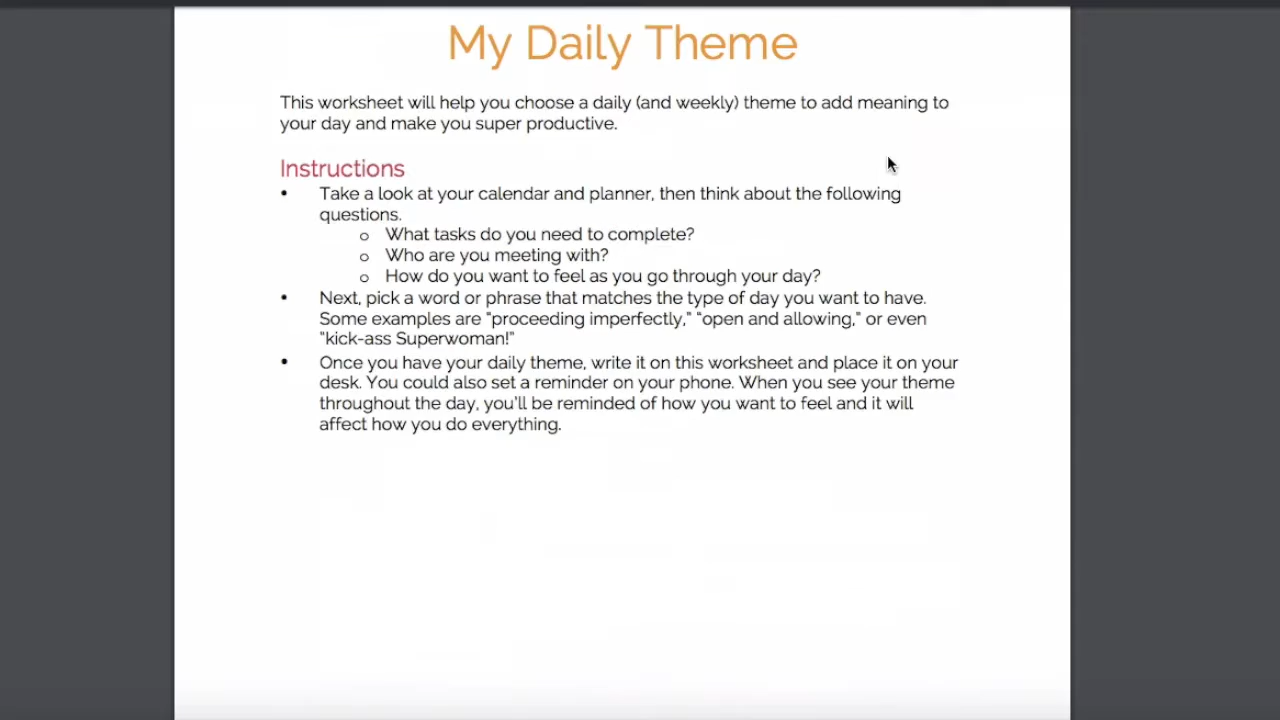 My Daily Theme
This worksheet will help you choose a daily (and weekly) theme to add meaning to
your day and make you super productive.
Instructions
• Take a look at your calendar and planner, then think about the following
questions.
o What tasks do you need to complete?
o Who are you meeting with?
o How do you want to feel as you go through your day?
• Next, pick a word or phrase that matches the type of day you want to have.
Some examples are "proceeding imperfectly," "open and allowing," or even
"kick-ass Superwoman!"
• Once you have your daily theme, write it on this worksheet and place it on your
desk. You could also set a reminder on your phone. When you see your theme
throughout the day, you'll be reminded of how you want to feel and it will
affect how you do everything.